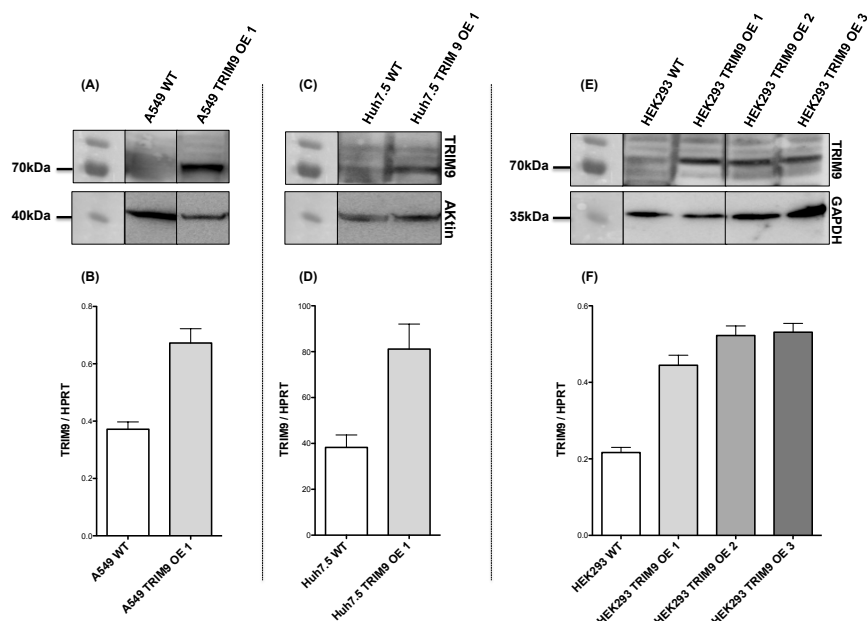 (A)
A549 WT
A549 TRIM9 OE 1
70kDa
40kDa
(C)
Huh7.5 WT
Huh7.5 TRIM 9 OE 1
TRIM9
AKtin
(E)
HEK293 WT
HEK293 TRIM9 OE 1
HEK293 TRIM9 OE 2
HEK293 TRIM9 OE 3
70kDa
35kDa
TRIM9
GAPDH
(B)
TRIM9 / HPRT
0.8
0.6
0.4
0.2
0.0
A549 WT
A549 TRIM9 OE 1
(D)
TRIM9 / HPRT
100
80
60
40
20
0
Huh7.5 WT
Huh7.5 TRIM9 OE 1
(F)
TRIM9 / HPRT
0.6
0.4
0.2
0.0
HEK293 WT
HEK293 TRIM9 OE 1
HEK293 TRIM9 OE 2
HEK293 TRIM9 OE 3